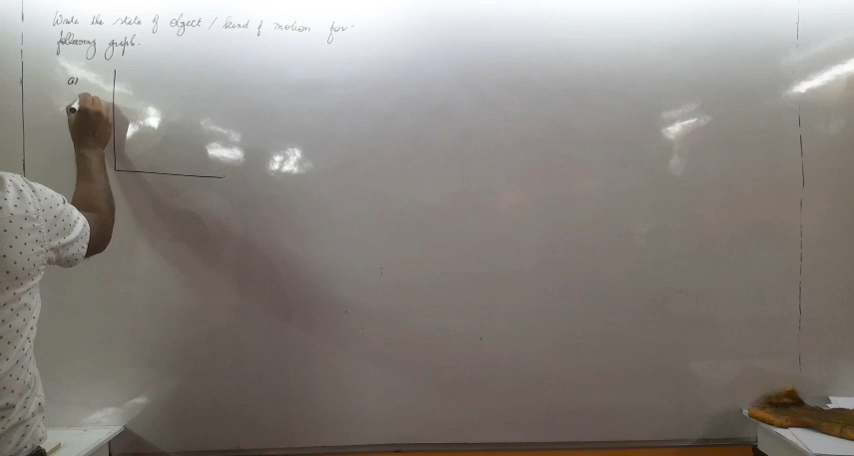 Write the state of object / kind of motion for
following graph.
a)